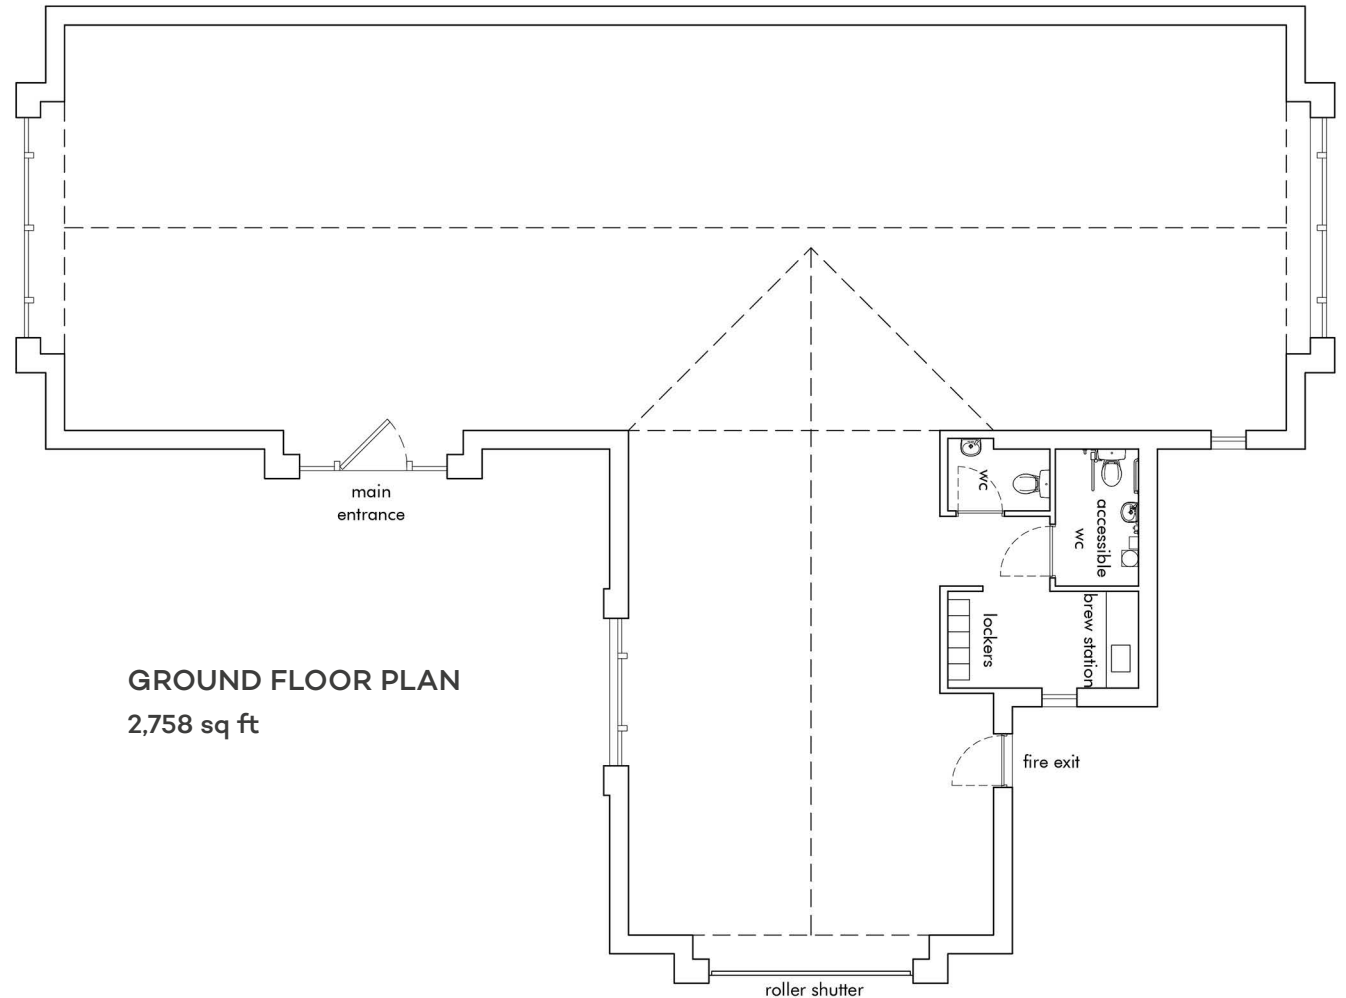 main
entrance
wc
accessible
wc
lockers
brew station
GROUND FLOOR PLAN
2,758 sq ft
fire exit
roller shutter